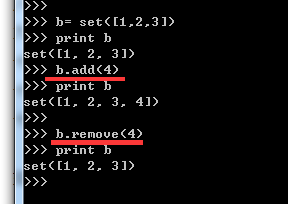 >>>
>>> b= set([1,2,3])
>>> print b
set([1, 2, 3])
>>> b.add(4)
>>> print b
set([1, 2, 3, 4])
>>>
>>> b.remove(4)
>>> print b
set([1, 2, 3])
>>>